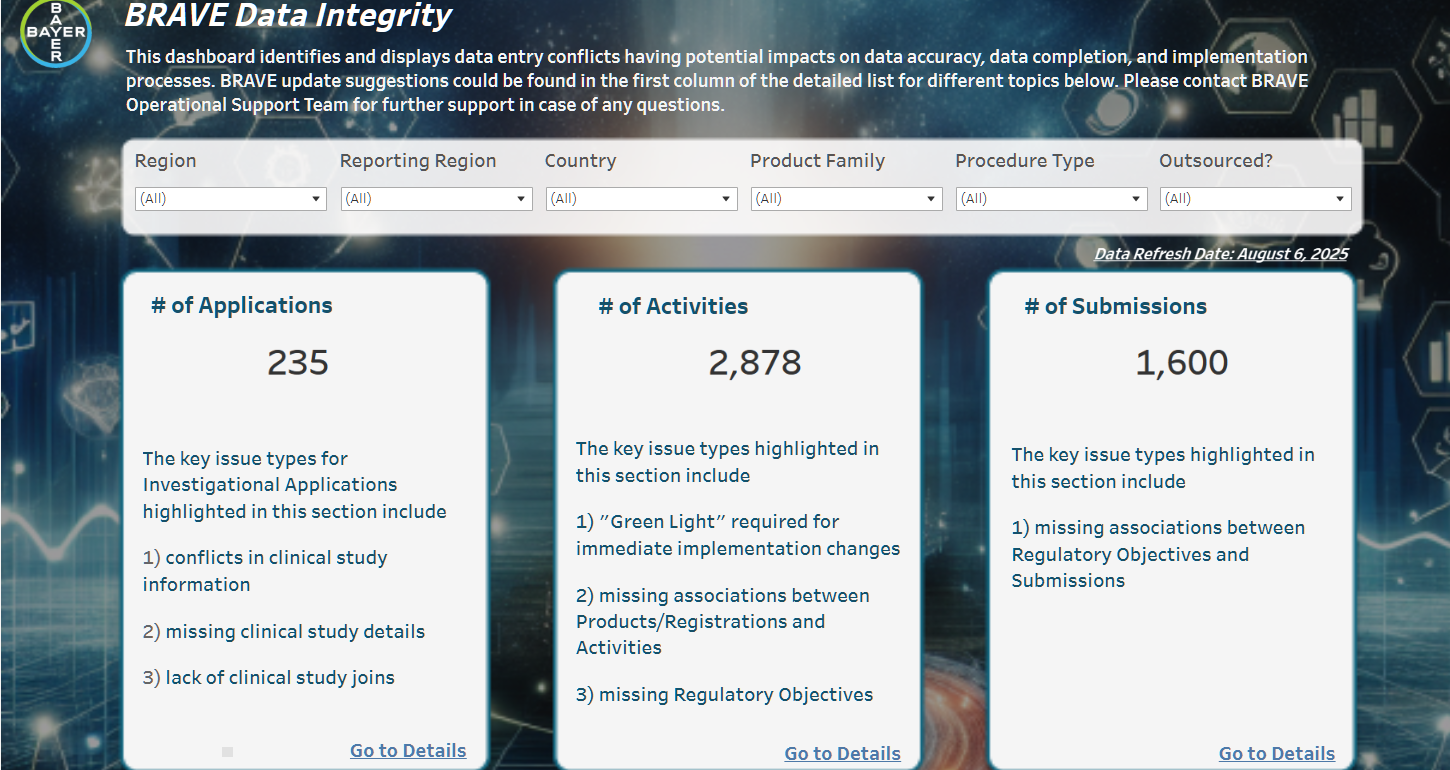 BAYER
BAYER
BRAVE Data Integrity
This dashboard identifies and displays data entry conflicts having potential impacts on data accuracy, data completion, and implementation
processes. BRAVE update suggestions could be found in the first column of the detailed list for different topics below. Please contact BRAVE
Operational Support Team for further support in case of any questions.
Region Reporting Region Country Product Family Procedure Type Outsourced?
(All) (All) (All) (All) (All) (All)
Data Refresh Date: August 6, 2025
# of Applications
235
The key issue types for
Investigational Applications
highlighted in this section include
1) conflicts in clinical study
information
2) missing clinical study details
3) lack of clinical study joins
Go to Details
# of Activities
2,878
The key issue types highlighted in
this section include
1) ”Green Light” required for
immediate implementation changes
2) missing associations between
Products/Registrations and
Activities
3) missing Regulatory Objectives
Go to Details
# of Submissions
1,600
The key issue types highlighted in
this section include
1) missing associations between
Regulatory Objectives and
Submissions
Go to Details